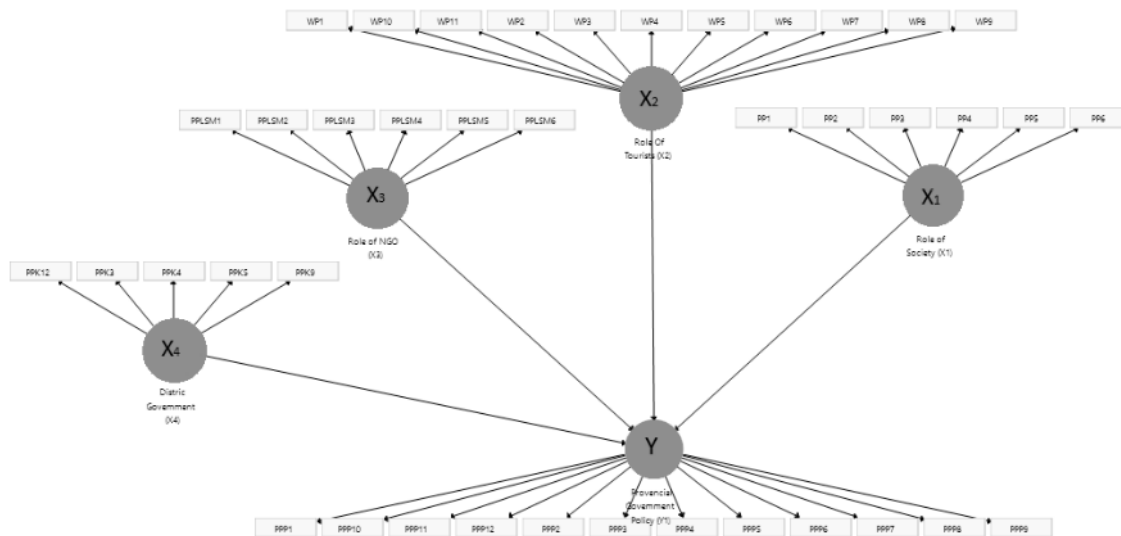 WP1 WP10 WP11 WP2 WP3 WP4 WP5 WP6 WP7 WP8 WP9
X2
Role Of
Tourists (X2)
PPLSM1 PPLSM2 PPLSM3 PPLSM4 PPLSM5 PPLSM6
X3
Role of NGO
(X3)
PP1 PP2 PP3 PP4 PP5 PP6
X1
Role of
Society (X1)
PPK12 PPK3 PPK4 PPK5 PPK9
X4
Distric
Government
(X4)
Y
Provencial
Government
Policy (Y1)
PPP1 PPP10 PPP11 PPP12 PPP2 PPP3 PPP4 PPP5 PPP6 PPP7 PPP8 PPP9